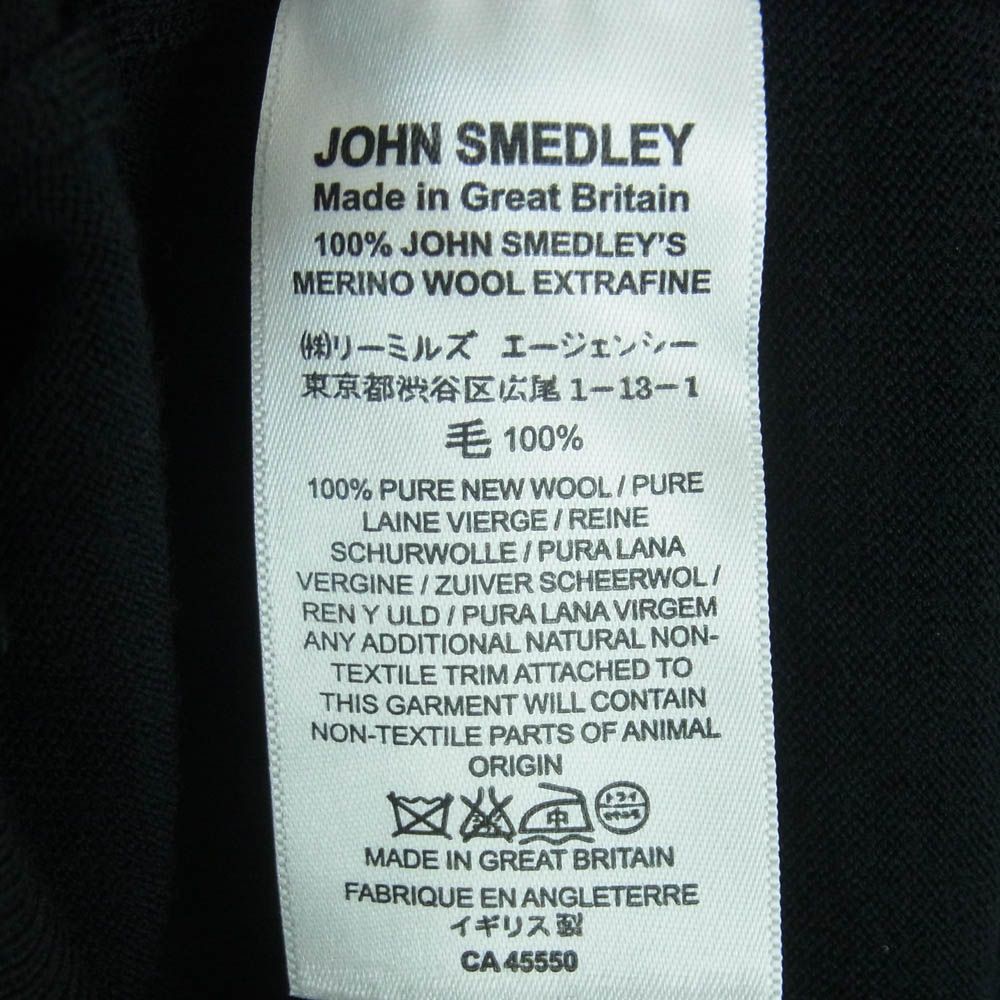 JOHN SMEDLEY
Made in Great Britain
100% JOHN SMEDLEY'S
MERINO WOOL EXTRAFINE
㈱リーミルズ エージェンシー
東京都渋谷区広尾1-13-1
毛 100%
100% PURE NEW WOOL / PURE
LAINE VIERGE / REINE
SCHURWOLLE / PURA LANA
VERGINE / ZUIVER SCHEERWOL /
REN Y ULD / PURA LANA VIRGEM
ANY ADDITIONAL NATURAL NON-
TEXTILE TRIM ATTACHED TO
THIS GARMENT WILL CONTAIN
NON-TEXTILE PARTS OF ANIMAL
ORIGIN
中 ドライ
MADE IN GREAT BRITAIN
FABRIQUE EN ANGLETERRE
イギリス製
CA 45550